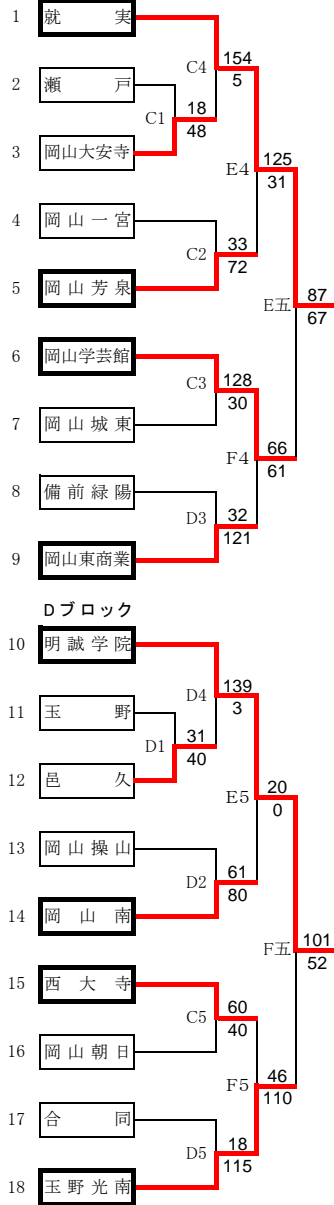 1 就実
C4 154
5
2 瀬戸
C1 18
48
3 岡山大安寺
E4 125
31
4 岡山一宮
C2 33
72
5 岡山芳泉
E五 87
67
6 岡山学芸館
C3 128
30
7 岡山城東
F4 66
61
8 備前緑陽
D3 32
121
9 岡山東商業
Dブロック
10 明誠学院
D4 139
3
11 玉野
D1 31
40
12 邑久
E5 20
0
13 岡山操山
D2 61
80
14 岡山南
F五 101
52
15 西大寺
C5 60
40
16 岡山朝日
F5 46
110
17 合同
D5 18
115
18 玉野光南